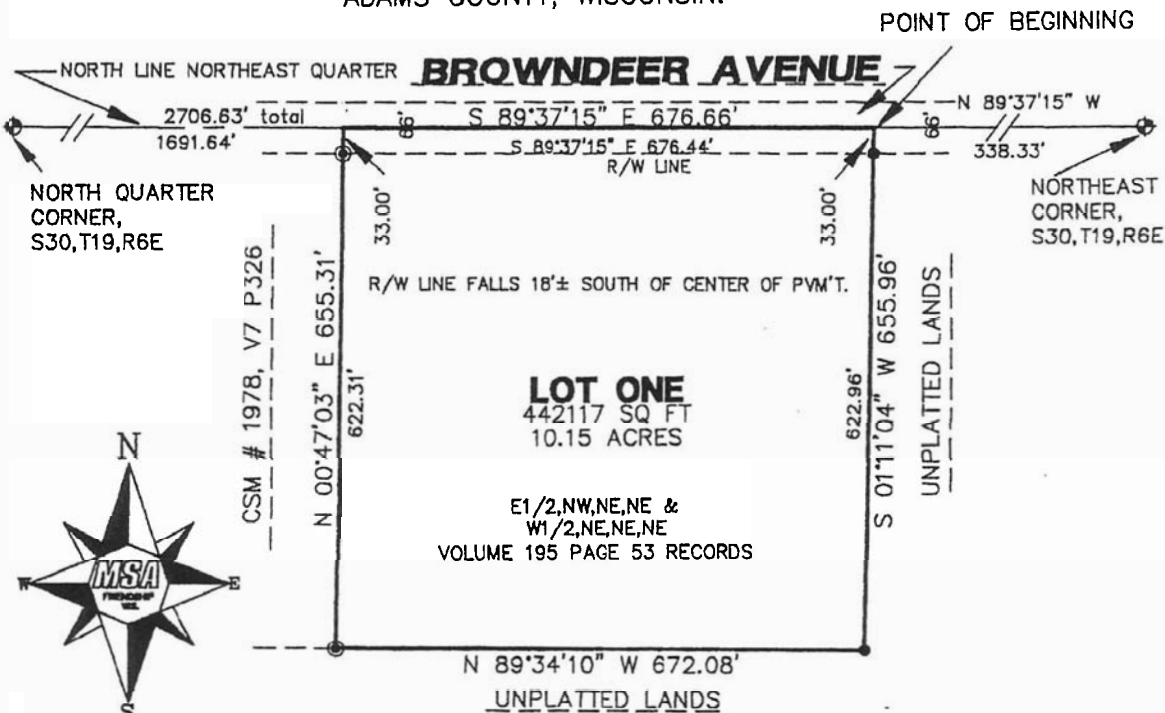 ADAMS COUNTY, WISCONSIN.
POINT OF BEGINNING
NORTH LINE NORTHEAST QUARTER
BROWNDEER AVENUE
N 89°37'15" W
2706.63' total
66'
S 89°37'15" E 676.66'
66'
1691.64'
S 89°37'15" E 676.44'
R/W LINE
338.33'
NORTH QUARTER
CORNER,
S30,T19,R6E
33.00'
33.00'
NORTHEAST
CORNER,
S30,T19,R6E
R/W LINE FALLS 18'± SOUTH OF CENTER OF PVM'T.
CSM # 1978, V7 P326
N 00°47'03" E 655.31'
622.31'
LOT ONE
442117 SQ FT
10.15 ACRES
622.96'
S 01°11'04" W 655.96'
UNPLATTED LANDS
E1/2,NW,NE,NE &
W1/2,NE,NE,NE
VOLUME 195 PAGE 53 RECORDS
N
W
MSA
FRIENDSHIP
WIS.
E
S
N 89°34'10" W 672.08'
UNPLATTED LANDS